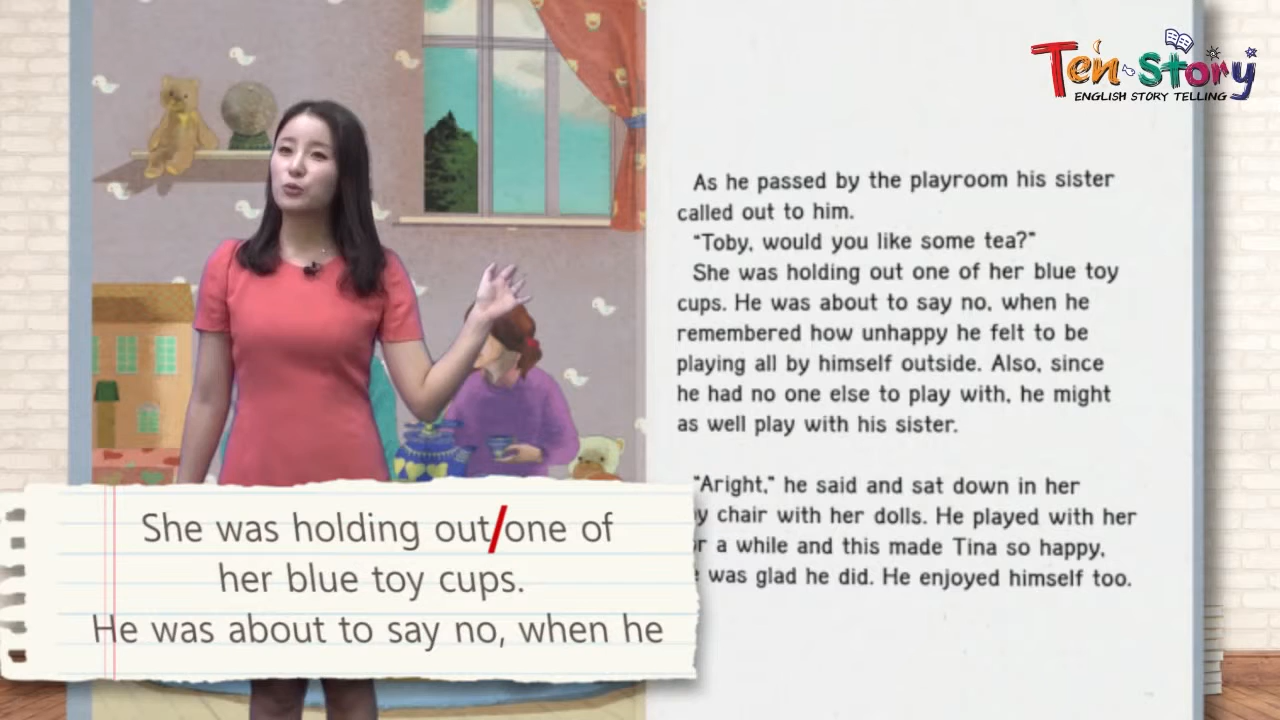 Ten Story
ENGLISH STORY TELLING
As he passed by the playroom his sister
called out to him.
"Toby, would you like some tea?"
She was holding out one of her blue toy
cups. He was about to say no, when he
remembered how unhappy he felt to be
playing all by himself outside. Also, since
he had no one else to play with, he might
as well play with his sister.
"Aright," he said and sat down in her
chair with her dolls. He played with her
a while and this made Tina so happy,
was glad he did. He enjoyed himself too.
She was holding out/one of
her blue toy cups.
He was about to say no, when he